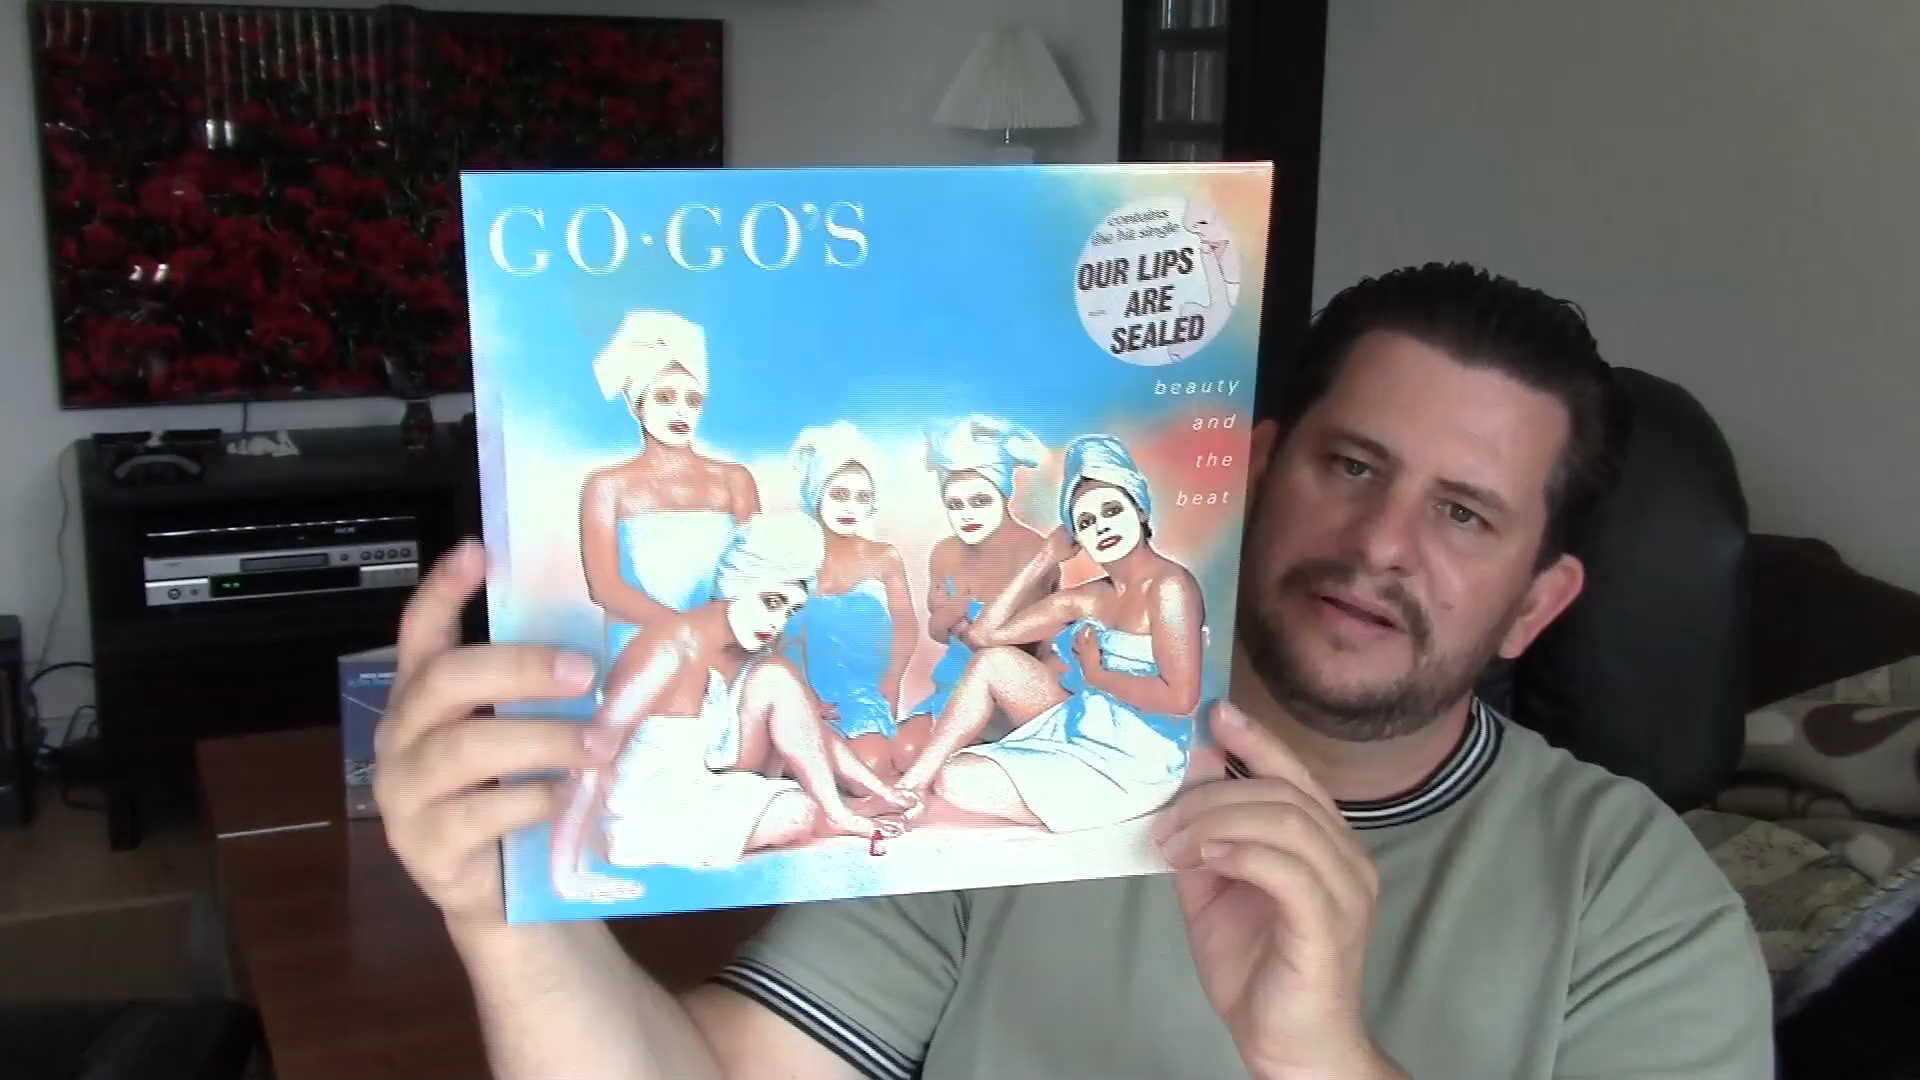 GO·GO'S
contains
the hit single
OUR LIPS
ARE
SEALED
beauty
and
the
beat